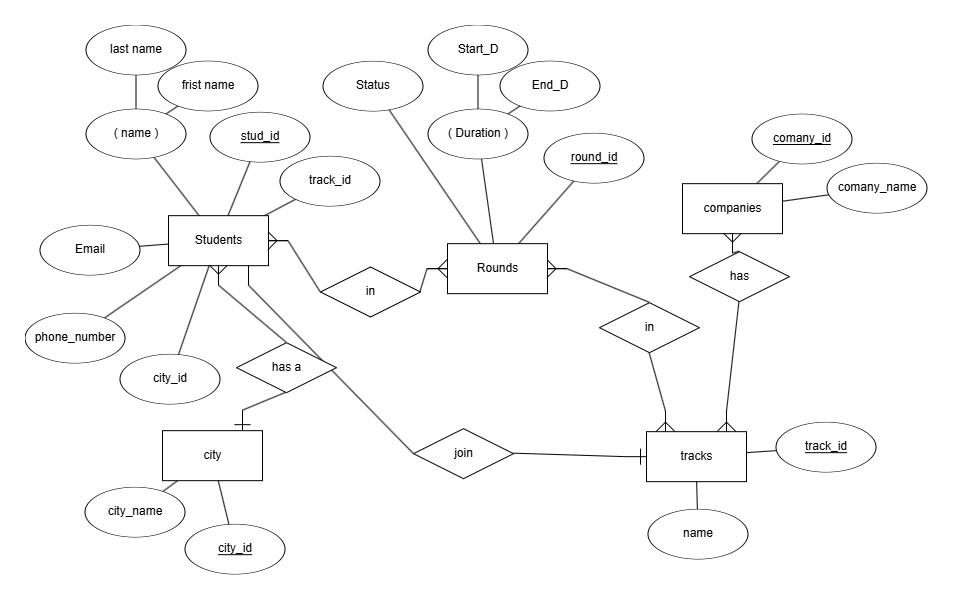 last name
frist name
( name )
stud_id
track_id
Students
Email
phone_number
city_id
Status
Start_D
End_D
( Duration )
round_id
Rounds
in
comany_id
comany_name
companies
has
in
has a
join
city
city_name
city_id
tracks
track_id
name